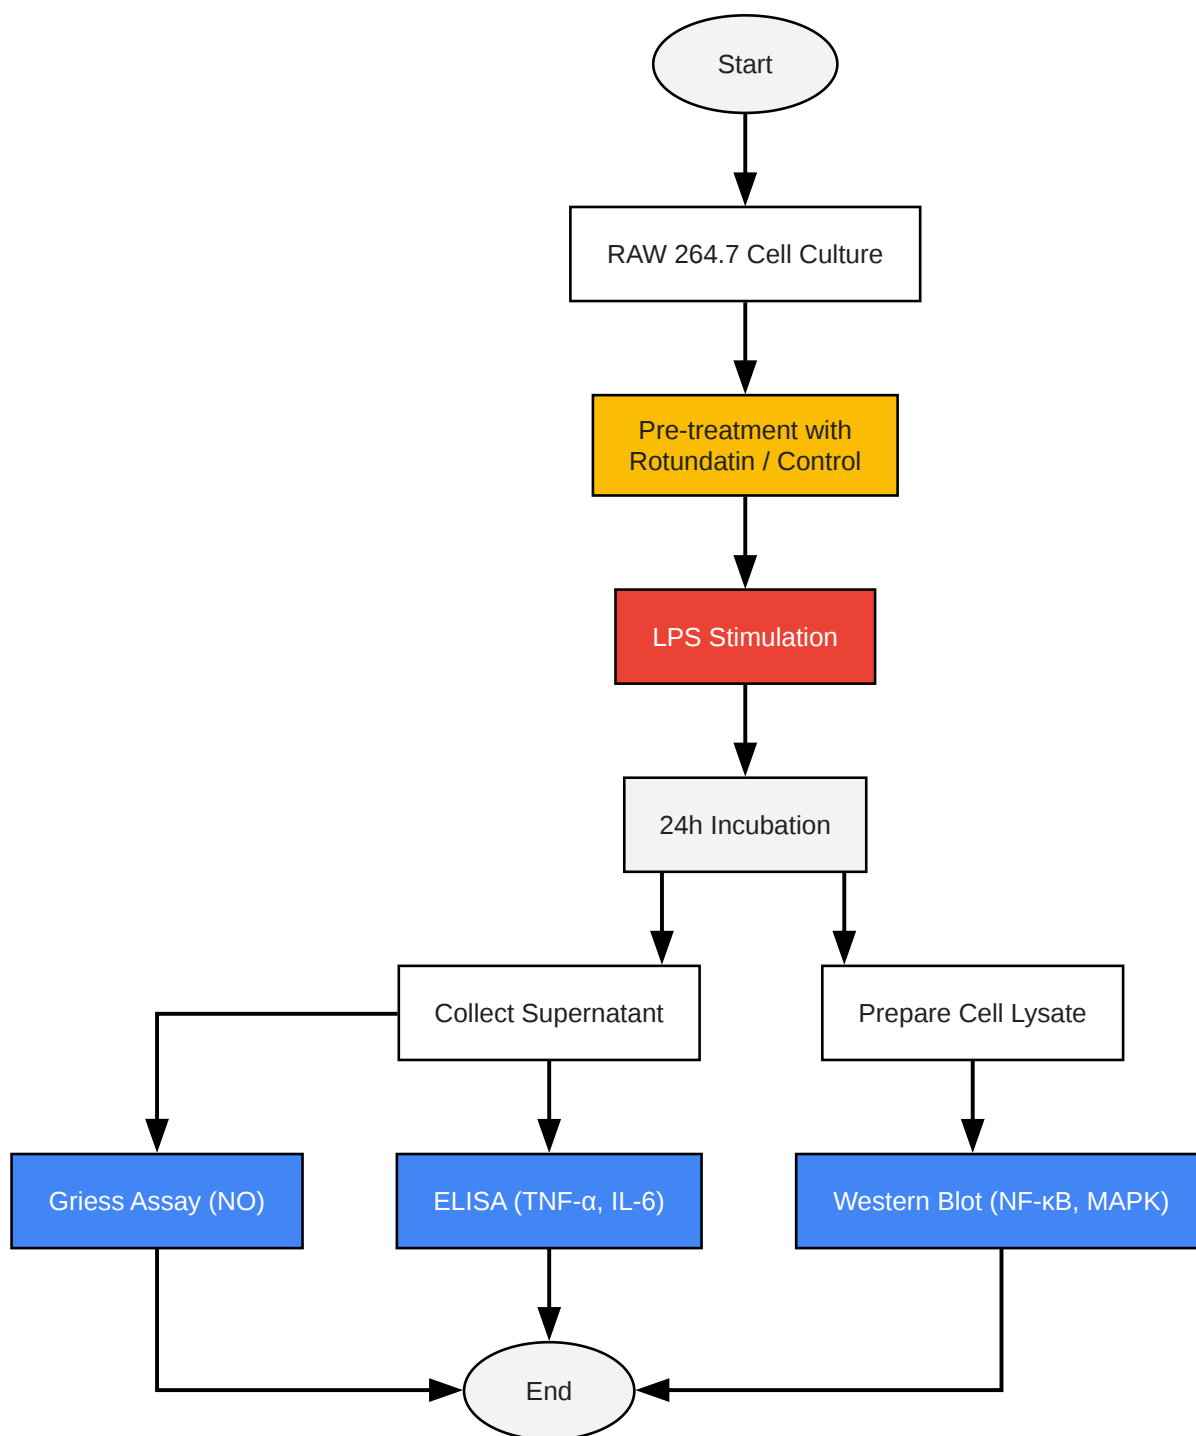 Start
RAW 264.7 Cell Culture
Pre-treatment with
Rotundatin / Control
LPS Stimulation
24h Incubation
Collect Supernatant
Prepare Cell Lysate
Griess Assay (NO)
ELISA (TNF-α, IL-6)
Western Blot (NF-κB, MAPK)
End